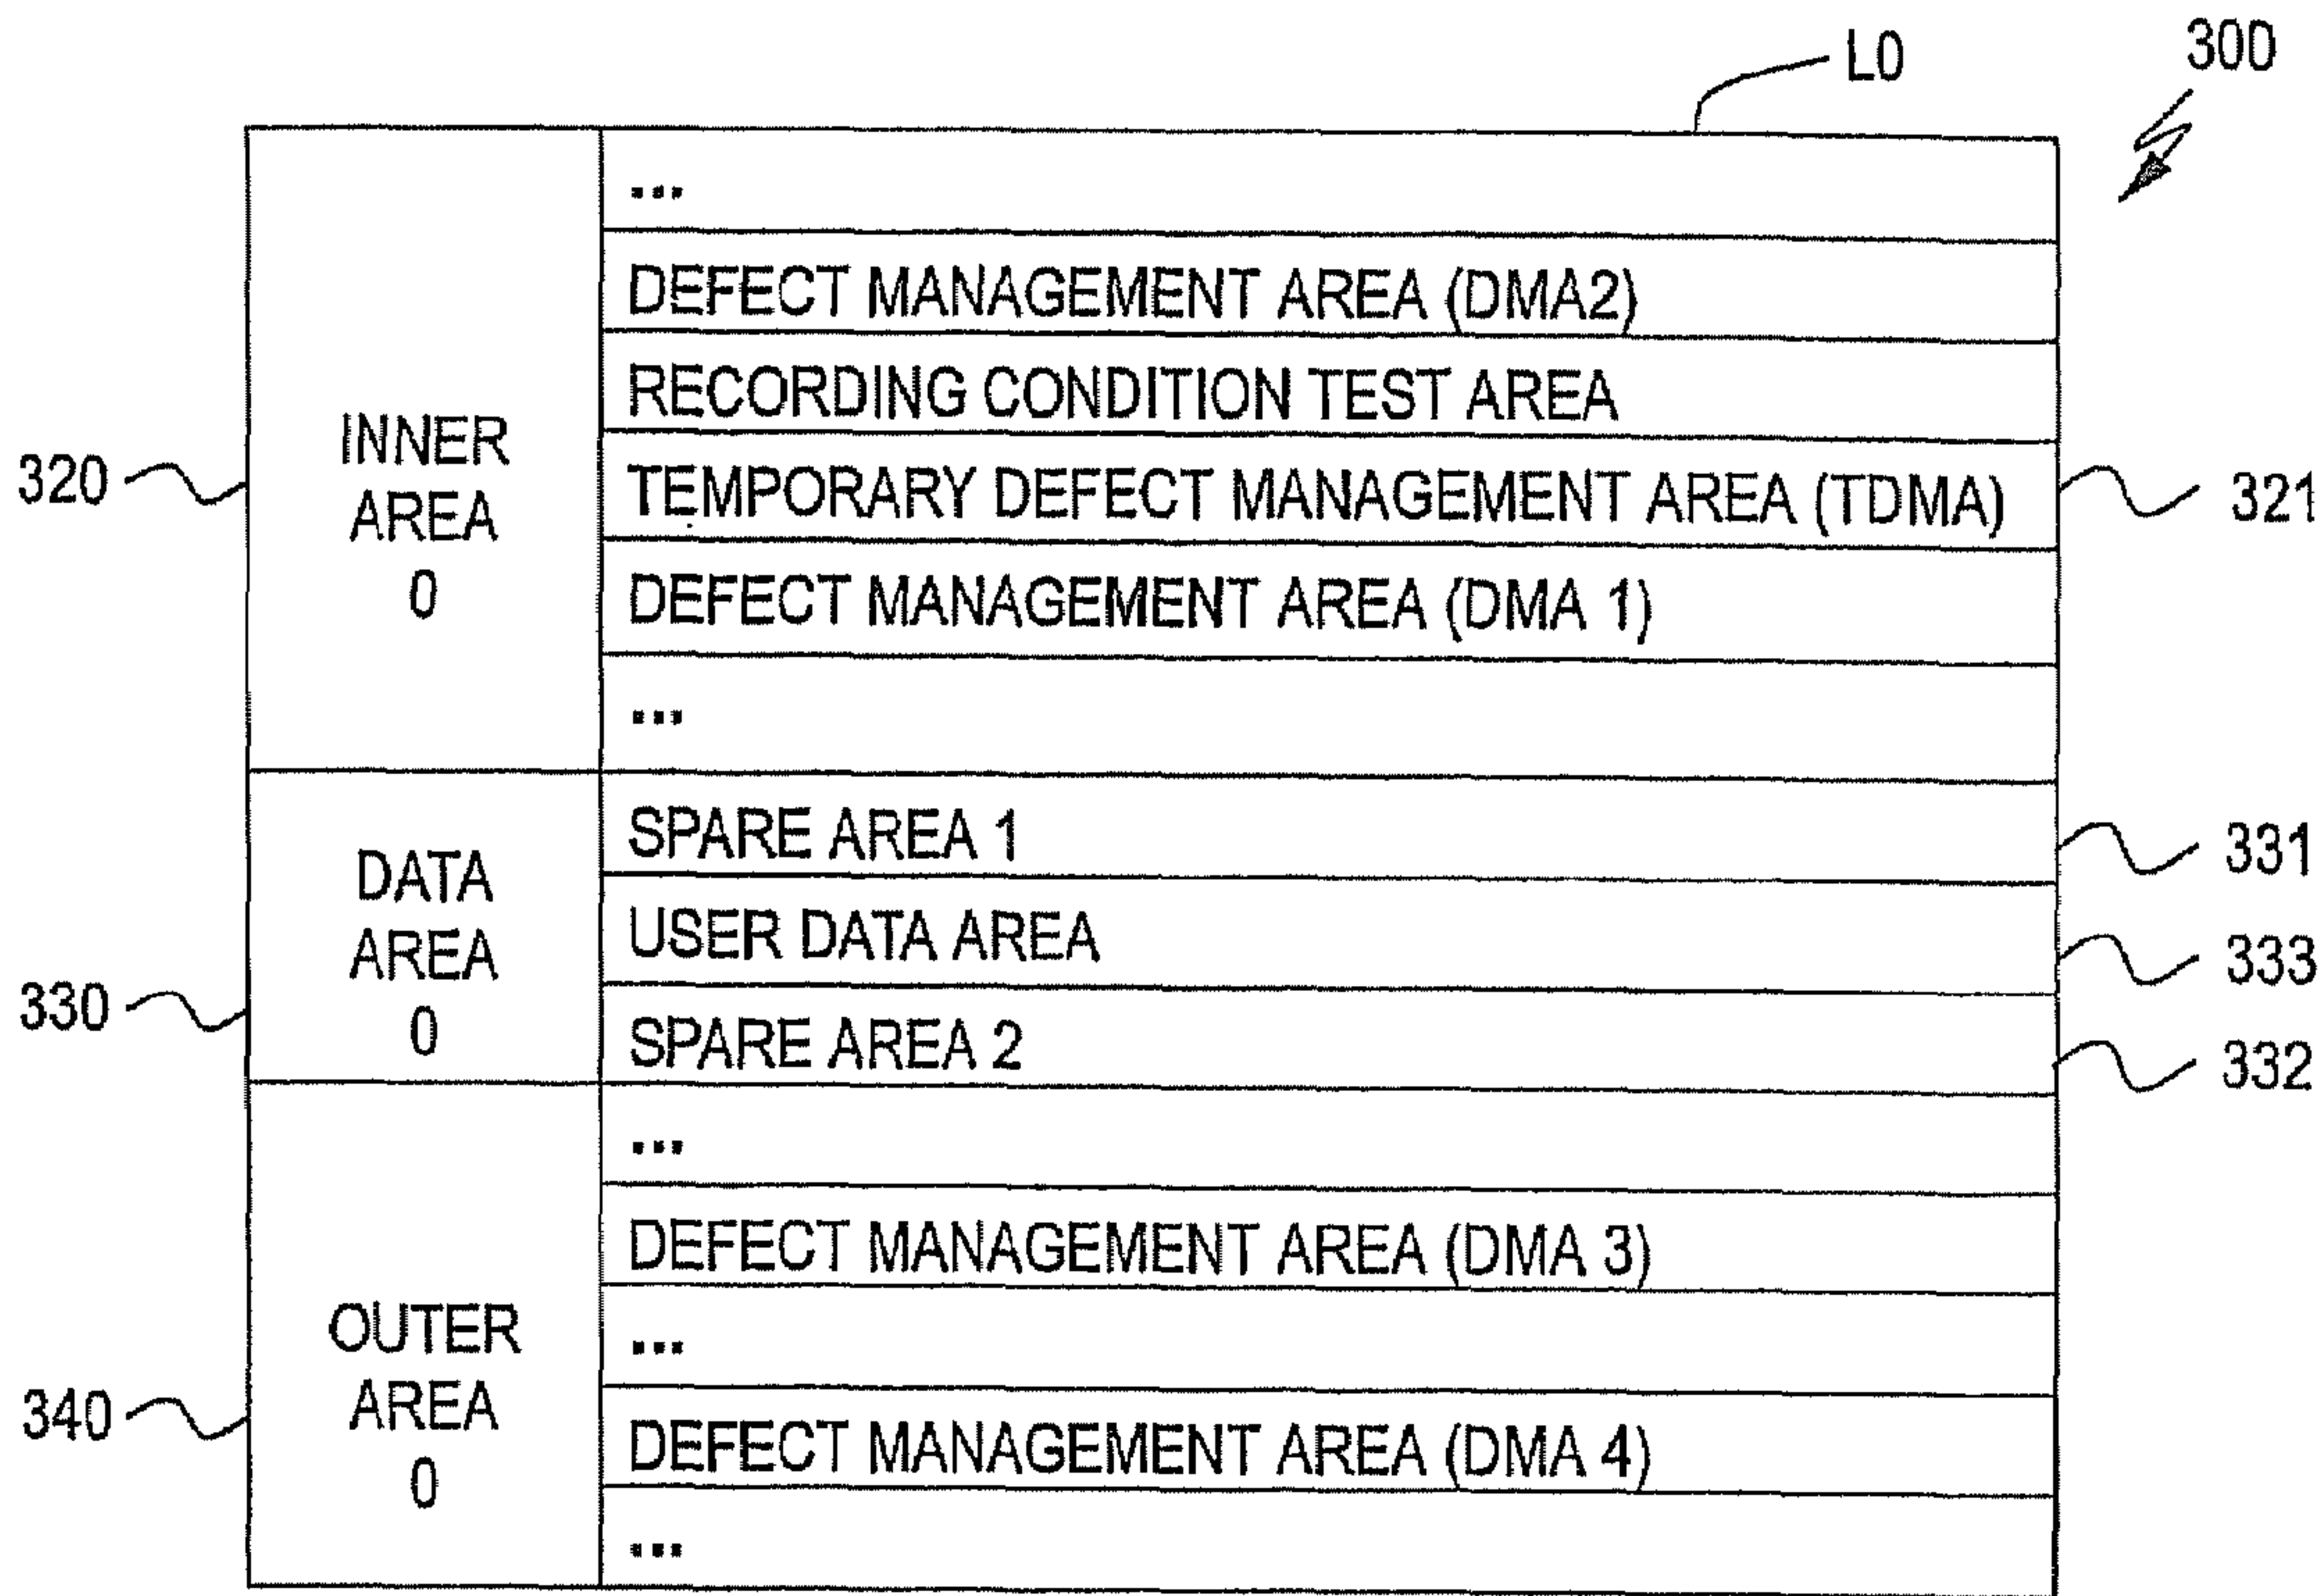 L0
300
...
DEFECT MANAGEMENT AREA (DMA2)
RECORDING CONDITION TEST AREA
INNER
AREA
0
320
TEMPORARY DEFECT MANAGEMENT AREA (TDMA)
321
DEFECT MANAGEMENT AREA (DMA 1)
...
SPARE AREA 1
331
DATA
AREA
0
330
USER DATA AREA
333
SPARE AREA 2
332
...
DEFECT MANAGEMENT AREA (DMA 3)
...
OUTER
AREA
0
340
DEFECT MANAGEMENT AREA (DMA 4)
...